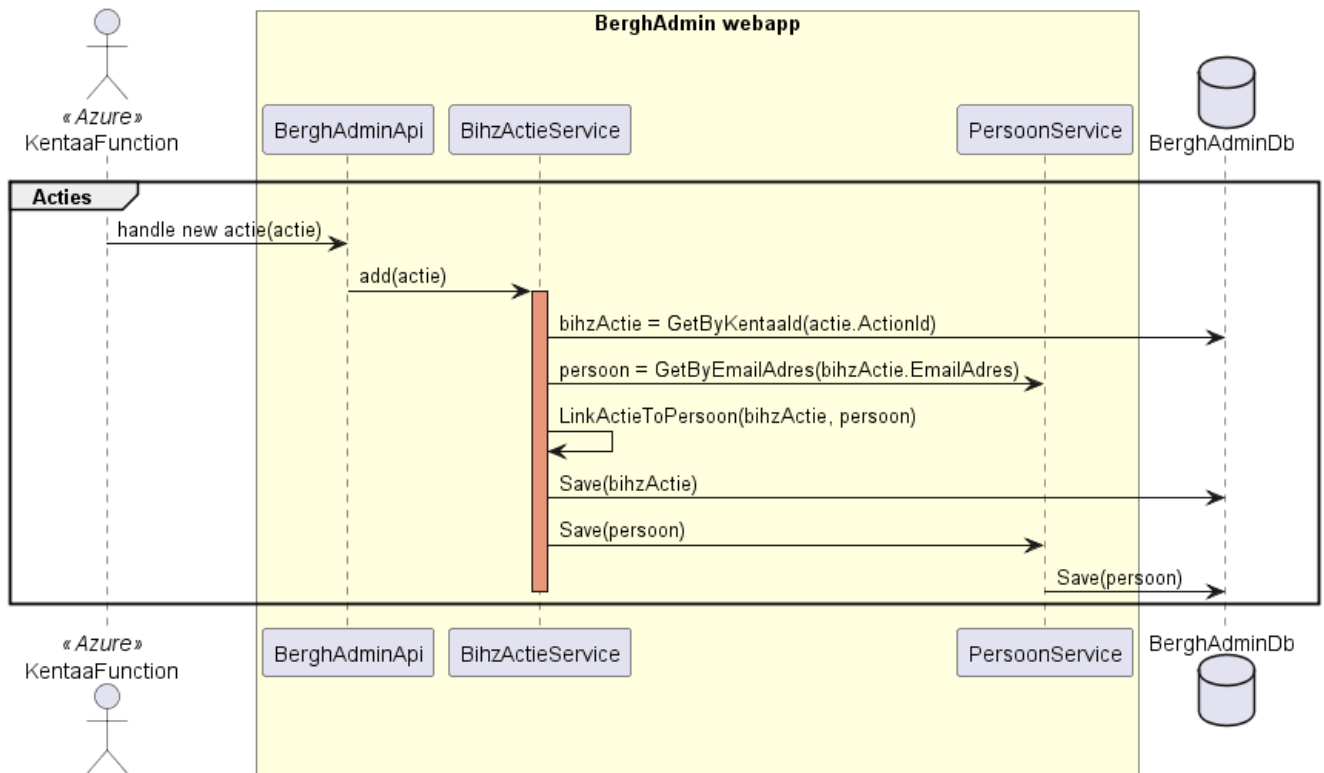 BerghAdmin webapp
«Azure»
KentaaFunction
BerghAdminApi
BihzActieService
PersoonService
BerghAdminDb
Acties
handle new actie(actie)
add(actie)
bihzActie = GetByKentaaId(actie.ActionId)
persoon = GetByEmailAdres(bihzActie.EmailAdres)
LinkActieToPersoon(bihzActie, persoon)
Save(bihzActie)
Save(persoon)
Save(persoon)
«Azure»
KentaaFunction
BerghAdminApi
BihzActieService
PersoonService
BerghAdminDb